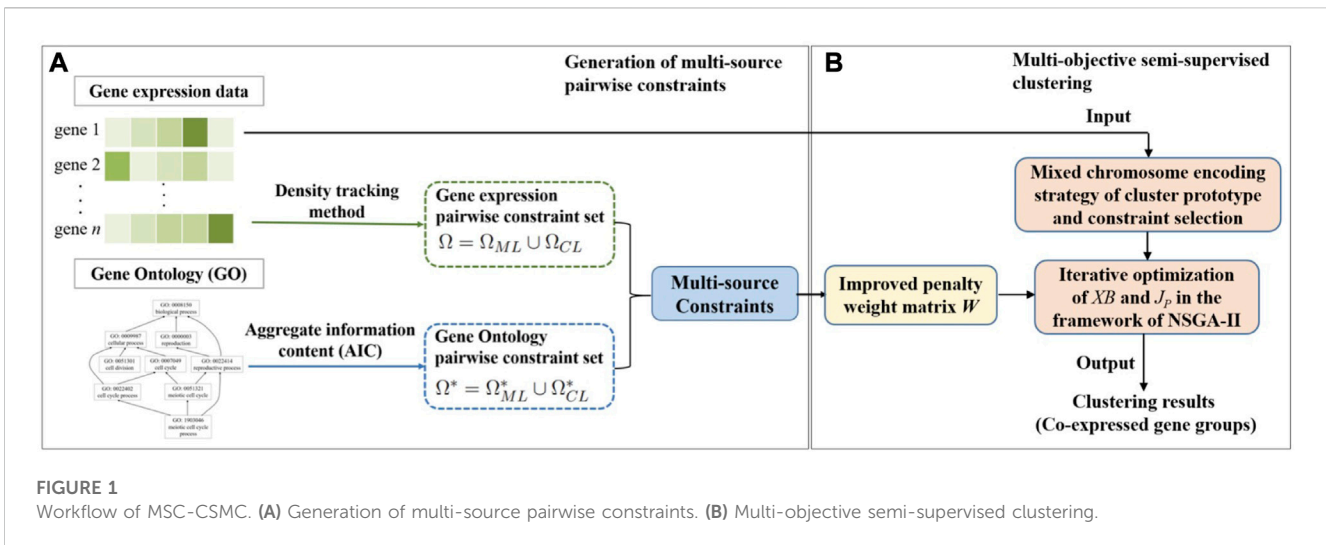 A
Generation of multi-source
pairwise constraints
Gene expression data
gene 1
gene 2
gene n
Density tracking
method
Gene expression
pairwise constraint set
Ω = Ω_ML ∪ Ω_CL
Gene Ontology (GO)
GO: 0008150
biological process
GO: 0009987
cellular process
GO: 0000003
reproduction
GO: 0051301
cell division
GO: 0007049
cell cycle
GO: 0022414
reproductive process
GO: 0022402
cell cycle process
GO: 0051321
meiotic cell cycle
GO: 1903046
meiotic cell cycle
process
Aggregate information
content (AIC)
Gene Ontology
pairwise constraint set
Ω* = Ω*_ML ∪ Ω*_CL
Multi-source
Constraints
B
Multi-objective semi-supervised
clustering
Input
Mixed chromosome encoding
strategy of cluster prototype
and constraint selection
Improved penalty
weight matrix W
Iterative optimization
of XB and J_P in the
framework of NSGA-II
Output
Clustering results
(Co-expressed gene groups)
FIGURE 1
Workflow of MSC-CSMC. (A) Generation of multi-source pairwise constraints. (B) Multi-objective semi-supervised clustering.